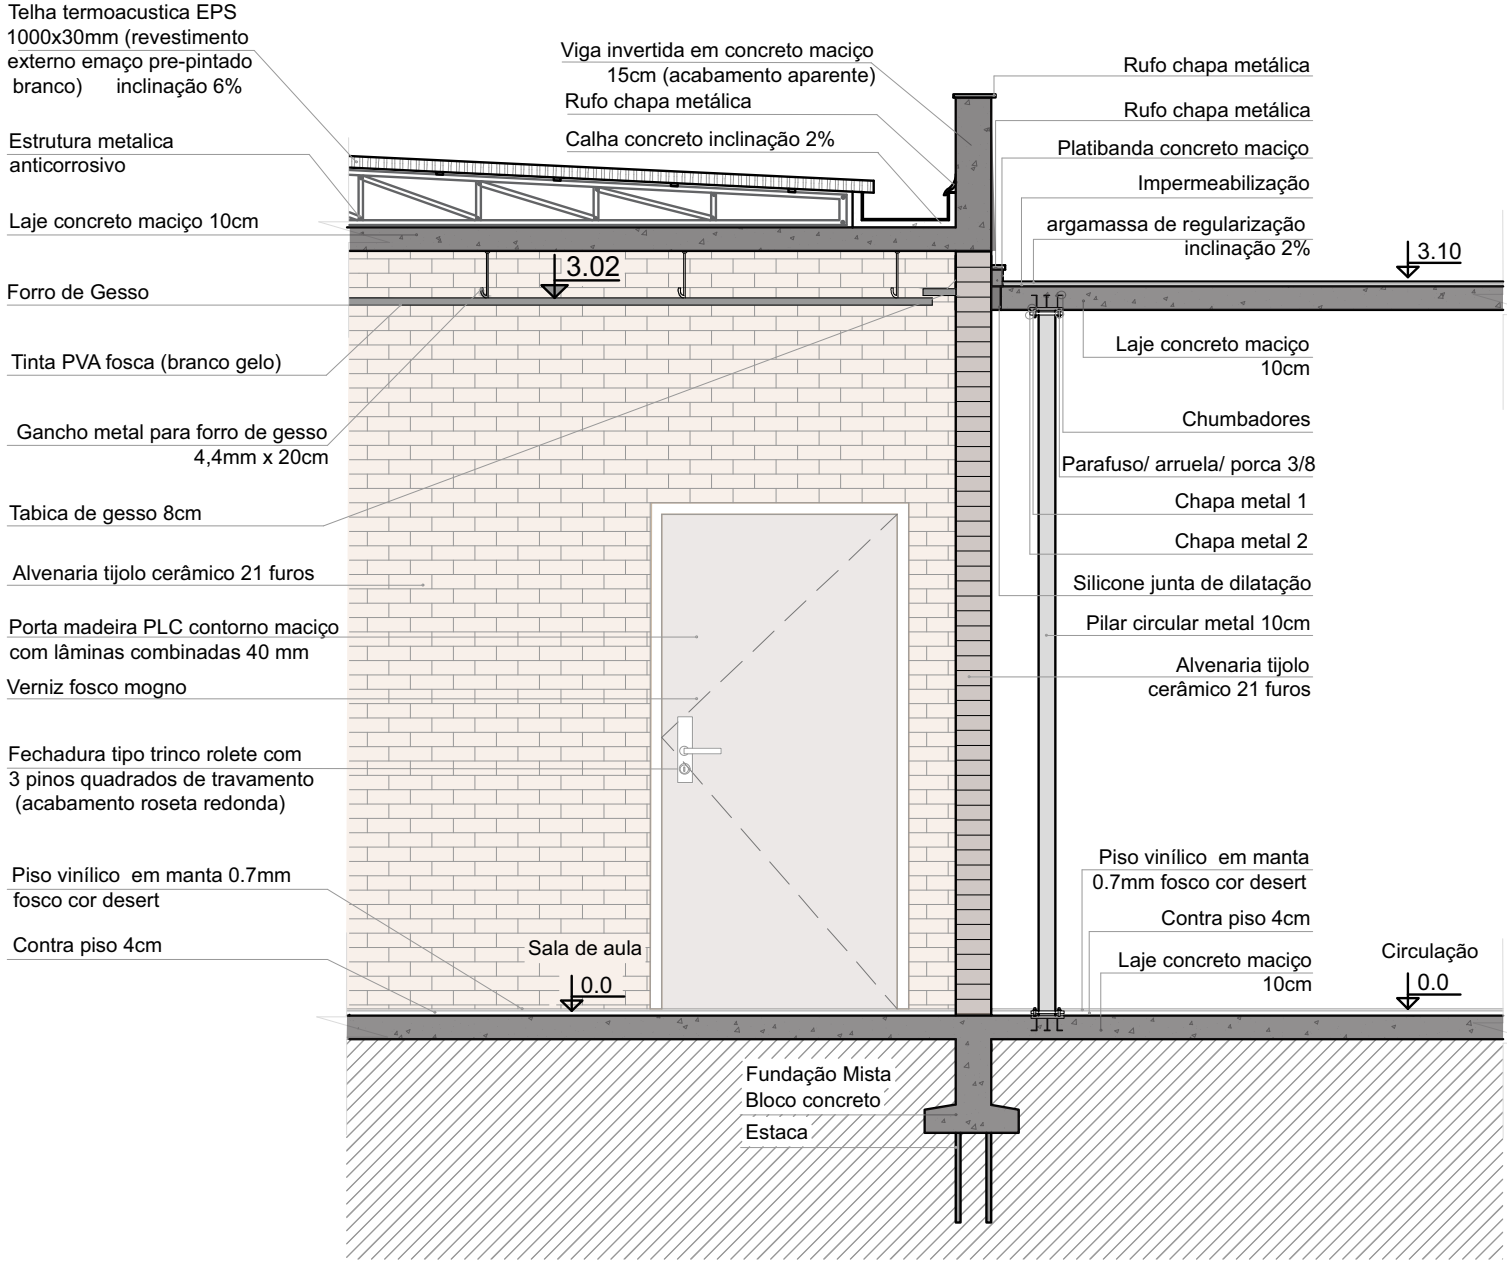 Telha termoacustica EPS
1000x30mm (revestimento
externo emaço pre-pintado
branco) inclinação 6%
Estrutura metalica
anticorrosivo
Laje concreto maciço 10cm
Forro de Gesso
Tinta PVA fosca (branco gelo)
Gancho metal para forro de gesso
4,4mm x 20cm
Tabica de gesso 8cm
Alvenaria tijolo cerâmico 21 furos
Porta madeira PLC contorno maciço
com lâminas combinadas 40 mm
Verniz fosco mogno
Fechadura tipo trinco rolete com
3 pinos quadrados de travamento
(acabamento roseta redonda)
Piso vinílico em manta 0.7mm
fosco cor desert
Contra piso 4cm
Viga invertida em concreto maciço
15cm (acabamento aparente)
Rufo chapa metálica
Calha concreto inclinação 2%
3.02
Sala de aula
0.0
Fundação Mista
Bloco concreto
Estaca
Rufo chapa metálica
Rufo chapa metálica
Platibanda concreto maciço
Impermeabilização
argamassa de regularização
inclinação 2%
3.10
Laje concreto maciço
10cm
Chumbadores
Parafuso/ arruela/ porca 3/8
Chapa metal 1
Chapa metal 2
Silicone junta de dilatação
Pilar circular metal 10cm
Alvenaria tijolo
cerâmico 21 furos
Piso vinílico em manta
0.7mm fosco cor desert
Contra piso 4cm
Laje concreto maciço
10cm
Circulação
0.0